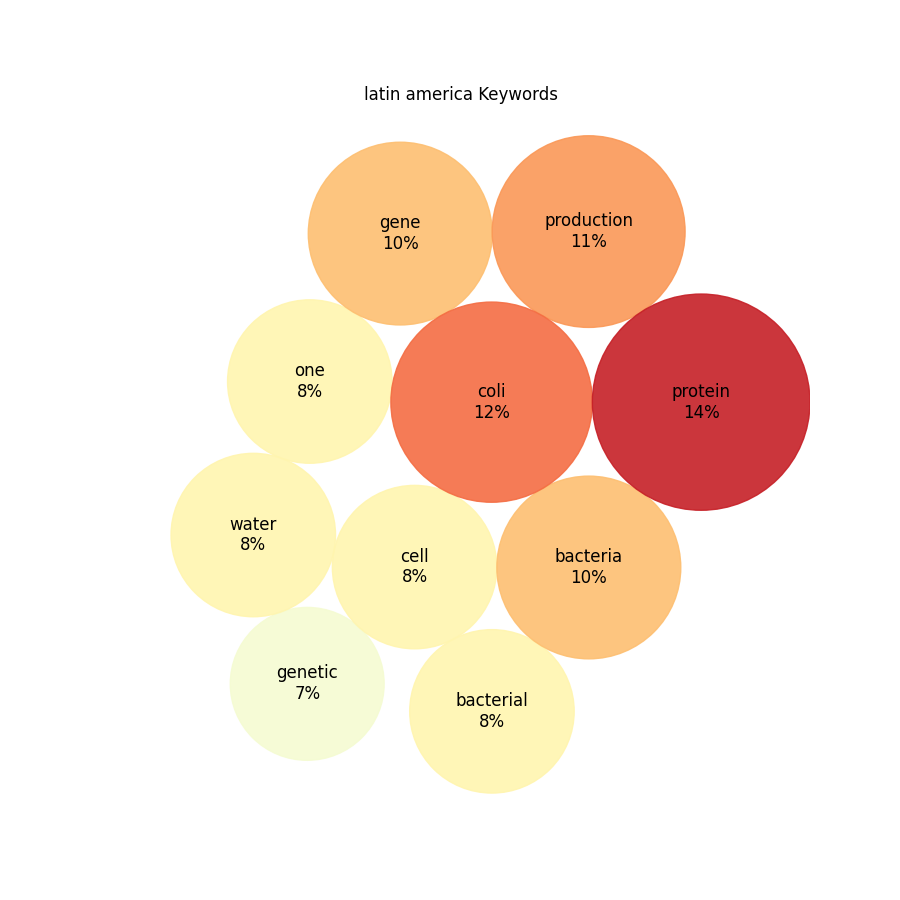 latin america Keywords
gene
10%
production
11%
one
8%
coli
12%
protein
14%
water
8%
cell
8%
bacteria
10%
genetic
7%
bacterial
8%